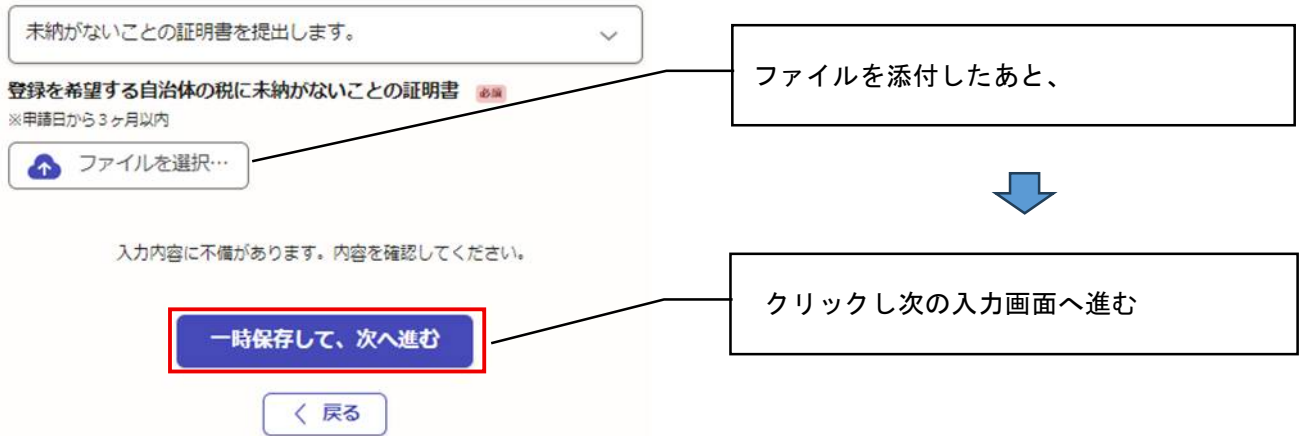 未納がないことの証明書を提出します。
登録を希望する自治体の税に未納がないことの証明書 必須
※申請日から3ヶ月以内
ファイルを選択…
入力内容に不備があります。内容を確認してください。
一時保存して、次へ進む
戻る
ファイルを添付したあと、
クリックし次の入力画面へ進む